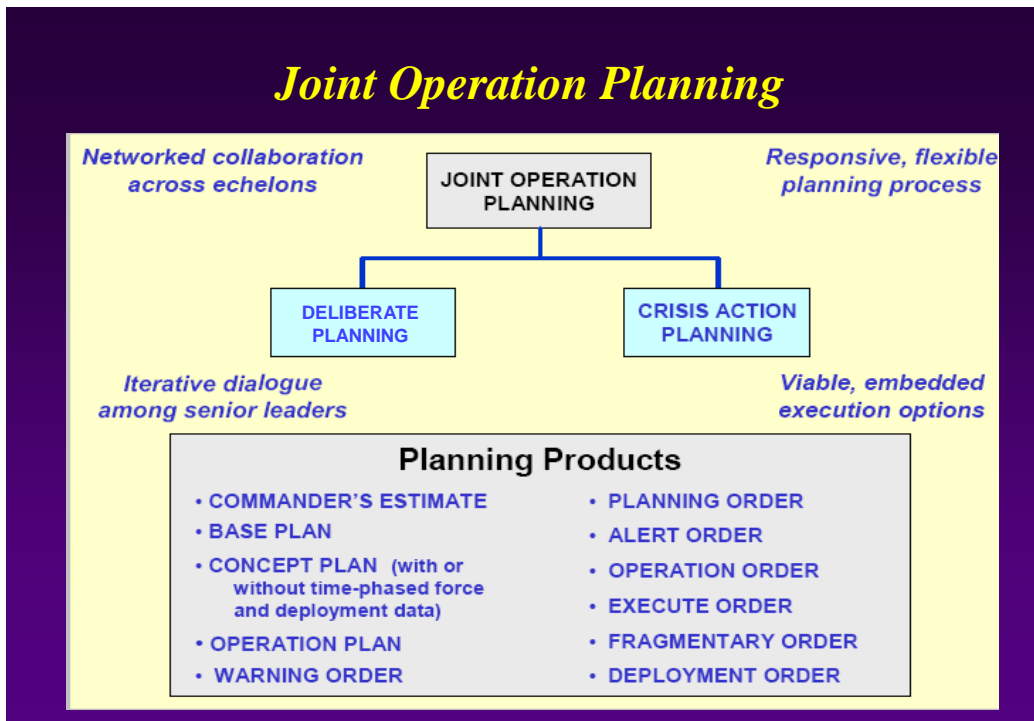 Joint Operation Planning
Networked collaboration
across echelons
Responsive, flexible
planning process
JOINT OPERATION
PLANNING
DELIBERATE
PLANNING
CRISIS ACTION
PLANNING
Iterative dialogue
among senior leaders
Viable, embedded
execution options
Planning Products
• COMMANDER'S ESTIMATE
• BASE PLAN
• CONCEPT PLAN (with or
without time-phased force
and deployment data)
• OPERATION PLAN
• WARNING ORDER
• PLANNING ORDER
• ALERT ORDER
• OPERATION ORDER
• EXECUTE ORDER
• FRAGMENTARY ORDER
• DEPLOYMENT ORDER